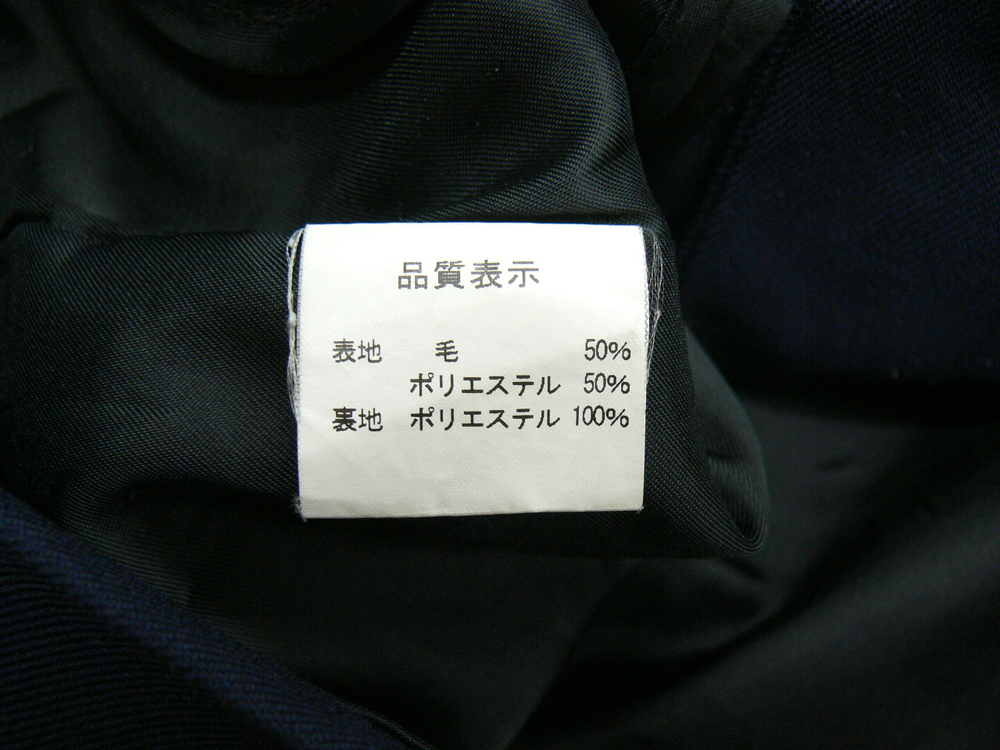 品質表示
表地 毛 50%
ポリエステル 50%
裏地 ポリエステル 100%